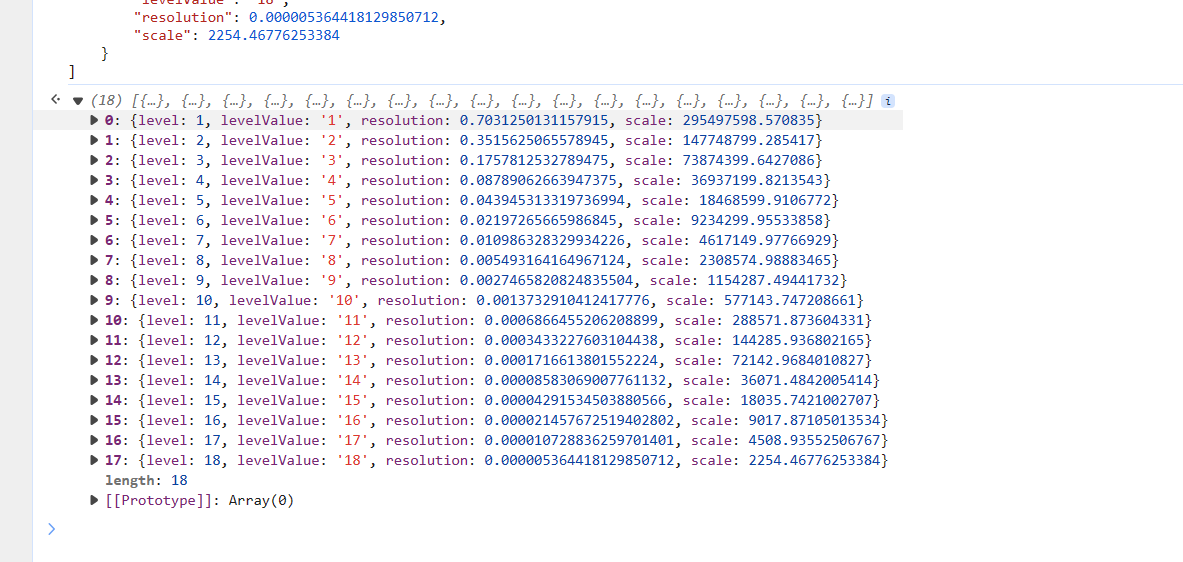 "resolution": 0.000005364418129850712,
"scale": 2254.46776253384
}
]
(18) [{…}, {…}, {…}, {…}, {…}, {…}, {…}, {…}, {…}, {…}, {…}, {…}, {…}, {…}, {…}, {…}, {…}, {…}] i
0: {level: 1, levelValue: '1', resolution: 0.7031250131157915, scale: 295497598.570835}
1: {level: 2, levelValue: '2', resolution: 0.3515625065578945, scale: 147748799.285417}
2: {level: 3, levelValue: '3', resolution: 0.1757812532789475, scale: 73874399.6427086}
3: {level: 4, levelValue: '4', resolution: 0.08789062663947375, scale: 36937199.8213543}
4: {level: 5, levelValue: '5', resolution: 0.043945313319736994, scale: 18468599.9106772}
5: {level: 6, levelValue: '6', resolution: 0.02197265665986845, scale: 9234299.95533858}
6: {level: 7, levelValue: '7', resolution: 0.010986328329934226, scale: 4617149.97766929}
7: {level: 8, levelValue: '8', resolution: 0.005493164164967124, scale: 2308574.98883465}
8: {level: 9, levelValue: '9', resolution: 0.0027465820824835504, scale: 1154287.49441732}
9: {level: 10, levelValue: '10', resolution: 0.0013732910412417776, scale: 577143.747208661}
10: {level: 11, levelValue: '11', resolution: 0.0006866455206208899, scale: 288571.873604331}
11: {level: 12, levelValue: '12', resolution: 0.0003433227603104438, scale: 144285.936802165}
12: {level: 13, levelValue: '13', resolution: 0.0001716613801552224, scale: 72142.9684010827}
13: {level: 14, levelValue: '14', resolution: 0.00008583069007761132, scale: 36071.4842005414}
14: {level: 15, levelValue: '15', resolution: 0.00004291534503880566, scale: 18035.7421002707}
15: {level: 16, levelValue: '16', resolution: 0.000021457672519402802, scale: 9017.87105013534}
16: {level: 17, levelValue: '17', resolution: 0.000010728836259701401, scale: 4508.93552506767}
17: {level: 18, levelValue: '18', resolution: 0.000005364418129850712, scale: 2254.46776253384}
length: 18
[[Prototype]]: Array(0)